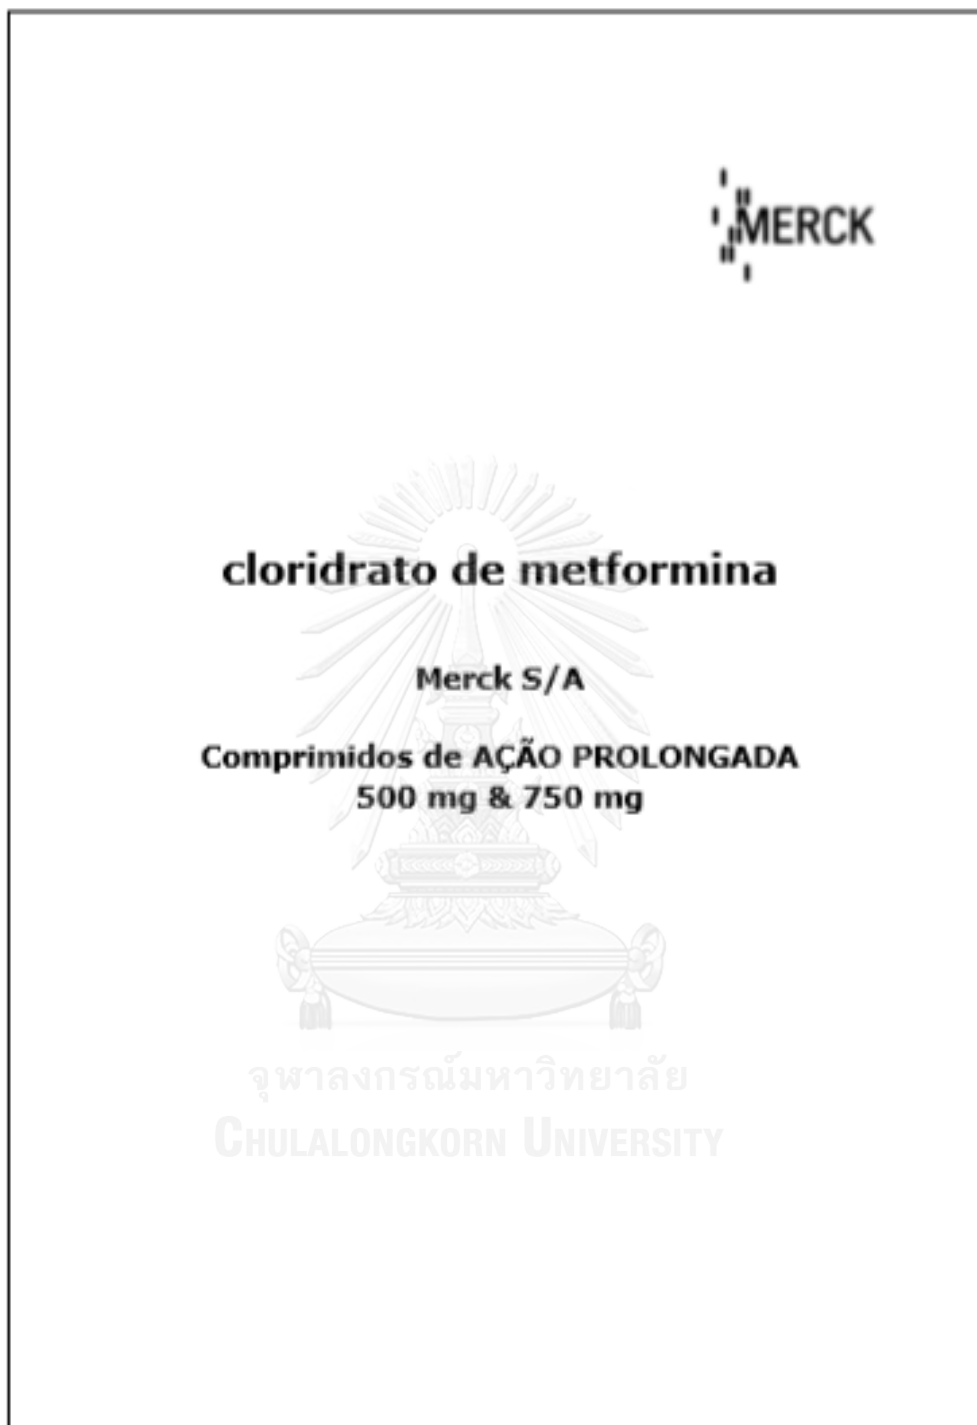 MERCK
cloridrato de metformina
Merck S/A
Comprimidos de AÇÃO PROLONGADA
500 mg & 750 mg
จุฬาลงกรณ์มหาวิทยาลัย
CHULALONGKORN UNIVERSITY